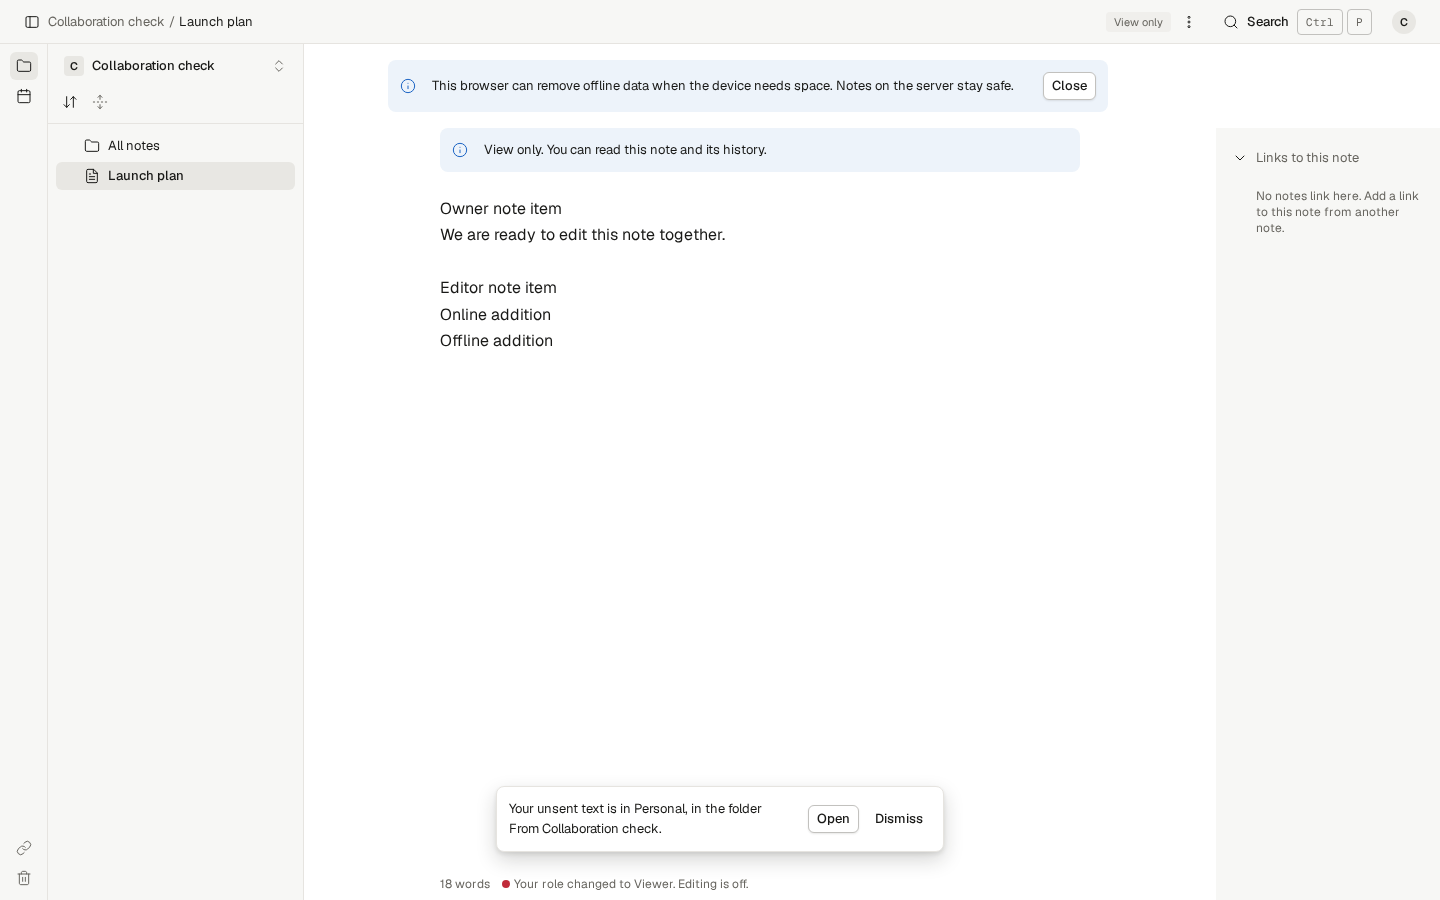 Collaboration check / Launch plan
View only
Search Ctrl P
C
C Collaboration check
All notes
Launch plan
This browser can remove offline data when the device needs space. Notes on the server stay safe.
Close
View only. You can read this note and its history.
Owner note item
We are ready to edit this note together.
Editor note item
Online addition
Offline addition
Links to this note
No notes link here. Add a link
to this note from another
note.
Your unsent text is in Personal, in the folder
From Collaboration check.
Open
Dismiss
18 words
Your role changed to Viewer. Editing is off.